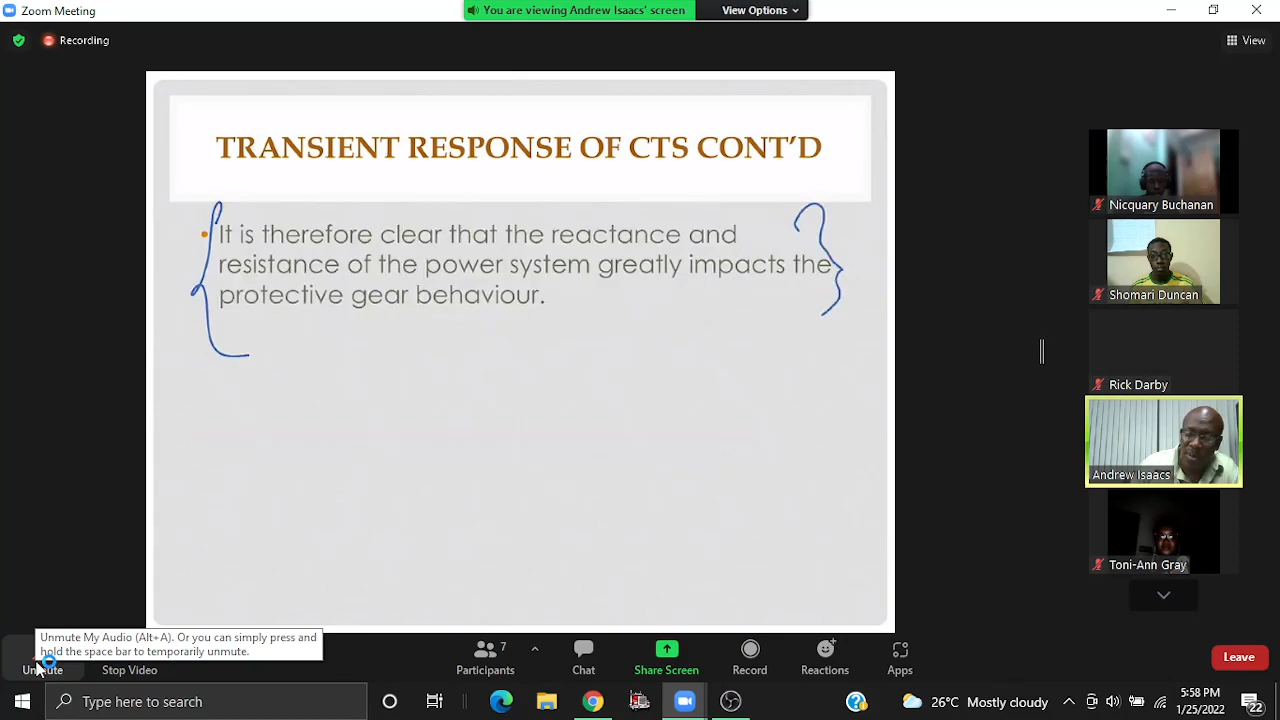 Zoom Meeting
You are viewing Andrew Isaacs' screen
View Options
Recording
View
TRANSIENT RESPONSE OF CTS CONT'D
It is therefore clear that the reactance and
resistance of the power system greatly impacts the
protective gear behaviour.
Nicquary Buchanan
Shomari Duncan
Rick Darby
Andrew Isaacs
Toni-Ann Gray
Unmute My Audio (Alt+A). Or you can simply press and
hold the space bar to temporarily unmute.
Unmute
Stop Video
7
Participants
Chat
Share Screen
Record
Reactions
Apps
Leave
Type here to search
26°C Mostly cloudy
5:58 PM
1/25/2022
22